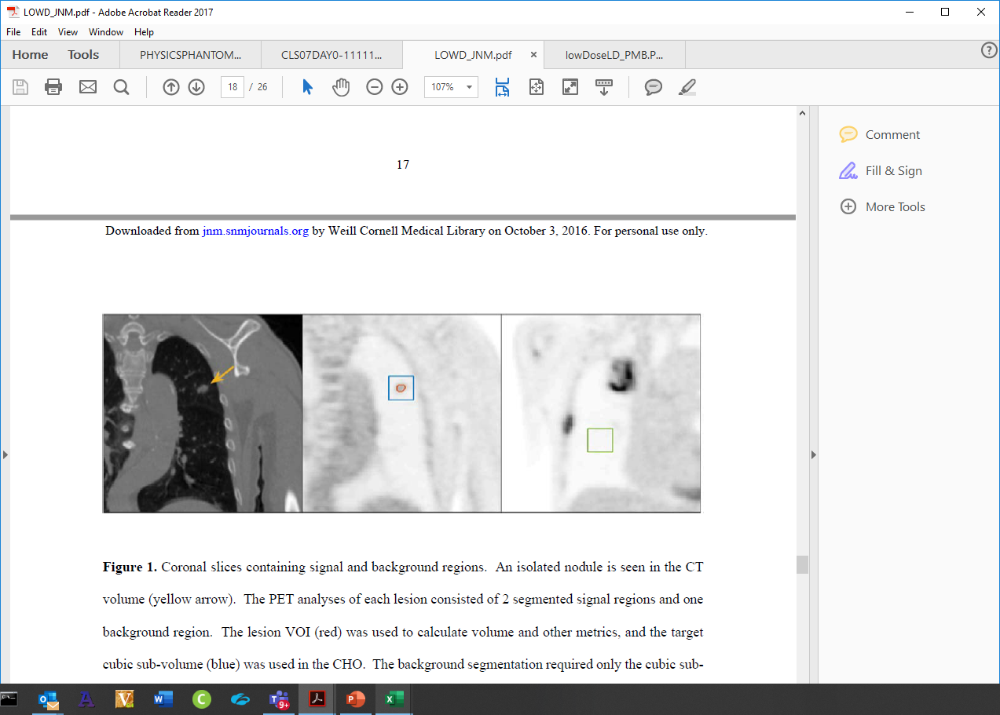 LOWD_JNM.pdf - Adobe Acrobat Reader 2017
File Edit View Window Help
Home Tools PHYSICSPHANTOM... CLS07DAY0-11111... LOWD_JNM.pdf × lowDoseLD_PMB.P... ?
18 / 26 107%
Comment
Fill & Sign
More Tools
17
Downloaded from jnm.snmjournals.org by Weill Cornell Medical Library on October 3, 2016. For personal use only.
Figure 1. Coronal slices containing signal and background regions. An isolated nodule is seen in the CT
volume (yellow arrow). The PET analyses of each lesion consisted of 2 segmented signal regions and one
background region. The lesion VOI (red) was used to calculate volume and other metrics, and the target
cubic sub-volume (blue) was used in the CHO. The background segmentation required only the cubic sub-
9+